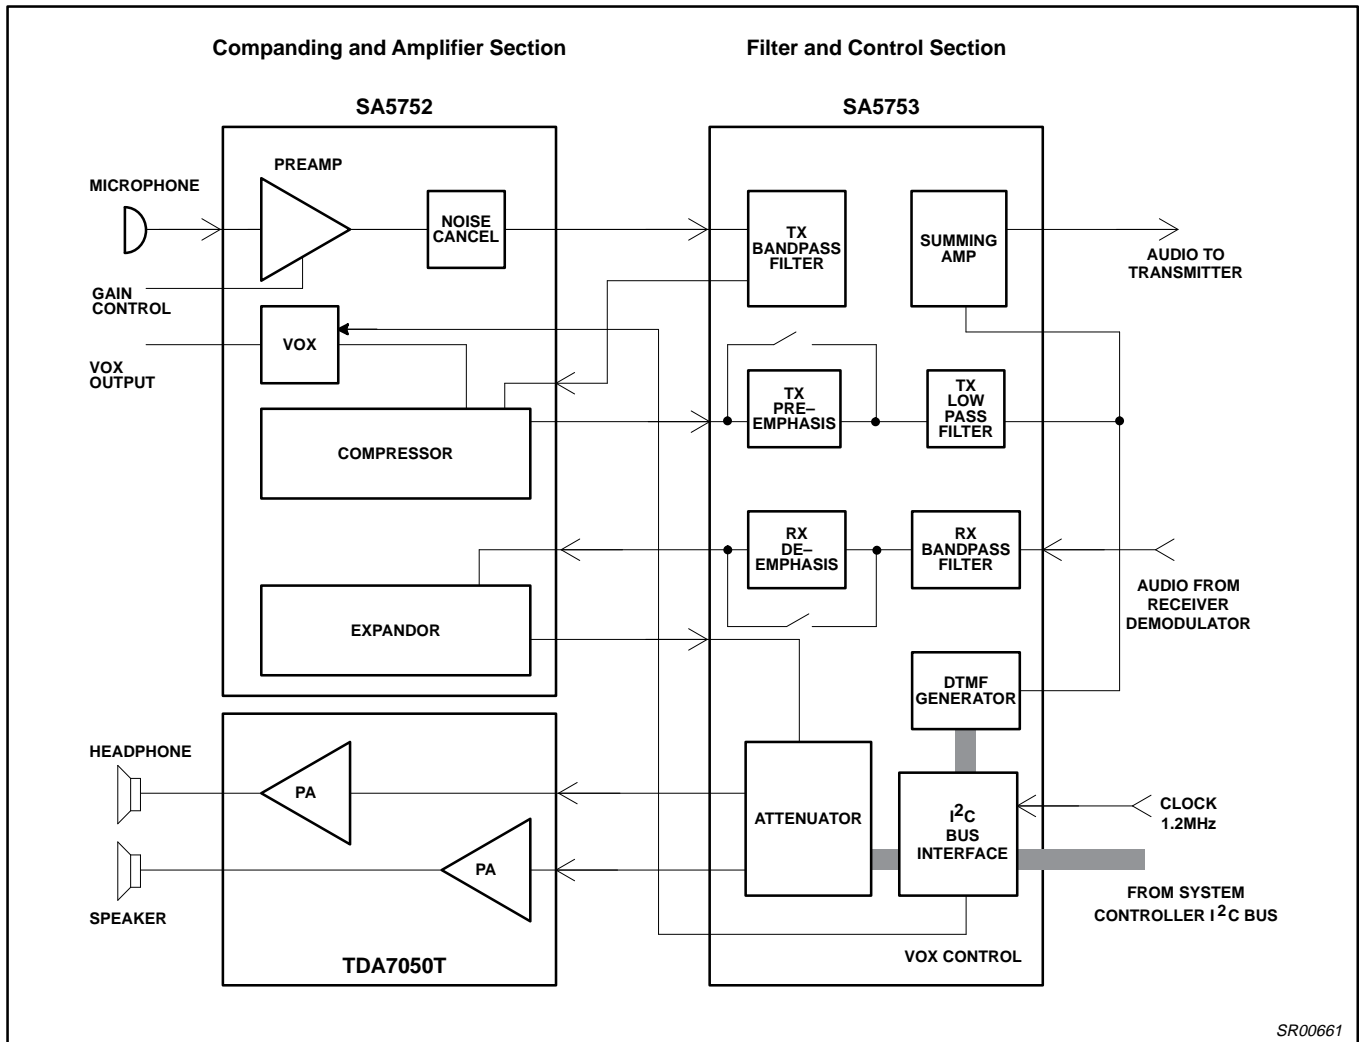 Companding and Amplifier Section
Filter and Control Section
SA5752
SA5753
PREAMP
MICROPHONE
NOISE
CANCEL
TX
BANDPASS
FILTER
SUMMING
AMP
AUDIO TO
TRANSMITTER
GAIN
CONTROL
VOX
VOX
OUTPUT
TX
PRE–
EMPHASIS
TX
LOW
PASS
FILTER
COMPRESSOR
RX
DE–
EMPHASIS
RX
BANDPASS
FILTER
AUDIO FROM
RECEIVER
DEMODULATOR
EXPANDOR
DTMF
GENERATOR
HEADPHONE
PA
ATTENUATOR
I2C
BUS
INTERFACE
CLOCK
1.2MHz
PA
SPEAKER
FROM SYSTEM
CONTROLLER I2C BUS
VOX CONTROL
TDA7050T
SR00661